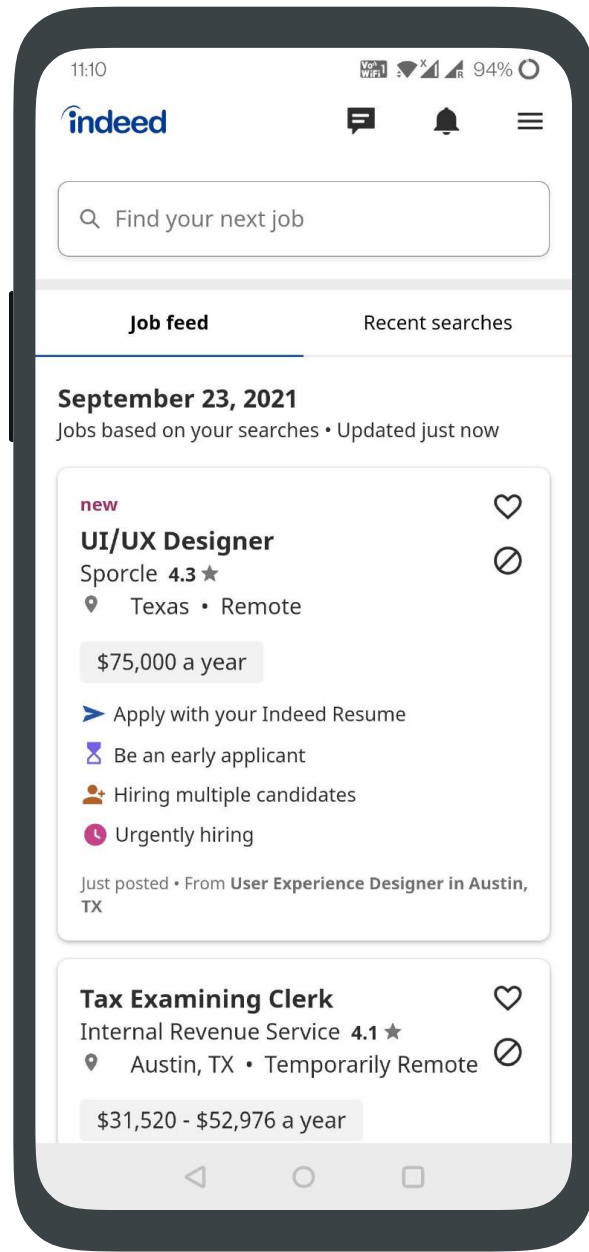 11:10 Vo WiFi 1 X R 94%
indeed
Find your next job
Job feed Recent searches
September 23, 2021
Jobs based on your searches • Updated just now
new
UI/UX Designer
Sporcle 4.3 ★
Texas • Remote
$75,000 a year
Apply with your Indeed Resume
Be an early applicant
Hiring multiple candidates
Urgently hiring
Just posted • From User Experience Designer in Austin,
TX
Tax Examining Clerk
Internal Revenue Service 4.1 ★
Austin, TX • Temporarily Remote
$31,520 - $52,976 a year